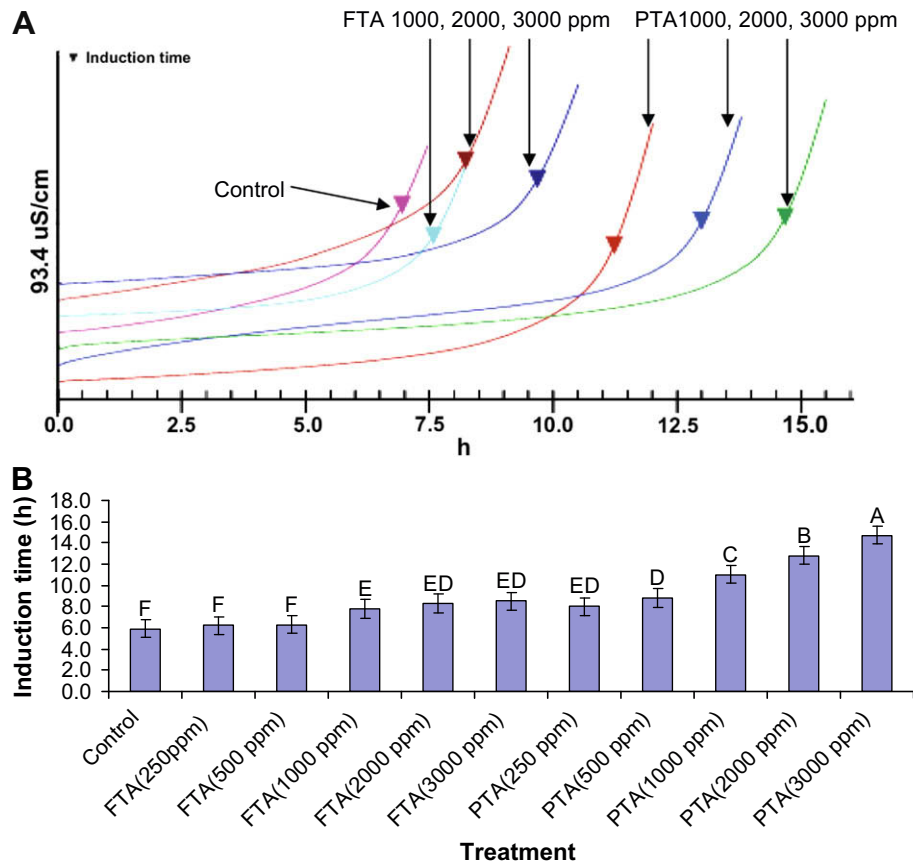 A
FTA 1000, 2000, 3000 ppm
PTA1000, 2000, 3000 ppm
▼ Induction time
Control
93.4 uS/cm
0.0 2.5 5.0 7.5 10.0 12.5 15.0
h
B
Induction time (h)
18.0
16.0
14.0
12.0
10.0
8.0
6.0
4.0
2.0
0.0
F F F E ED ED ED D C B A
Control
FTA(250ppm)
FTA(500 ppm)
FTA(1000 ppm)
FTA(2000 ppm)
FTA(3000 ppm)
PTA(250 ppm)
PTA(500 ppm)
PTA(1000 ppm)
PTA(2000 ppm)
PTA(3000 ppm)
Treatment